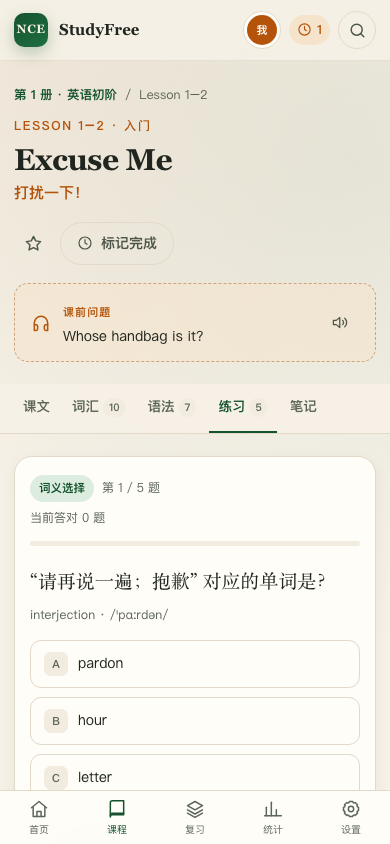 NCE StudyFree 我 1
第 1 册 · 英语初阶 / Lesson 1—2
LESSON 1—2 · 入门
Excuse Me
打扰一下!
标记完成
课前问题
Whose handbag is it?
课文 词汇 10 语法 7 练习 5 笔记
词义选择 第 1 / 5 题
当前答对 0 题
“请再说一遍；抱歉” 对应的单词是?
interjection · /ˈpɑːrdən/
A pardon
B hour
C letter
首页 课程 复习 统计 设置